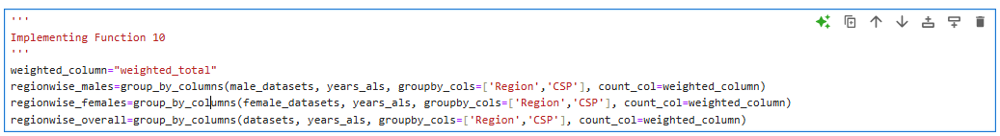 '''
Implementing Function 10
'''
weighted_column="weighted_total"
regionwise_males=group_by_columns(male_datasets, years_als, groupby_cols=['Region','CSP'], count_col=weighted_column)
regionwise_females=group_by_columns(female_datasets, years_als, groupby_cols=['Region','CSP'], count_col=weighted_column)
regionwise_overall=group_by_columns(datasets, years_als, groupby_cols=['Region','CSP'], count_col=weighted_column)